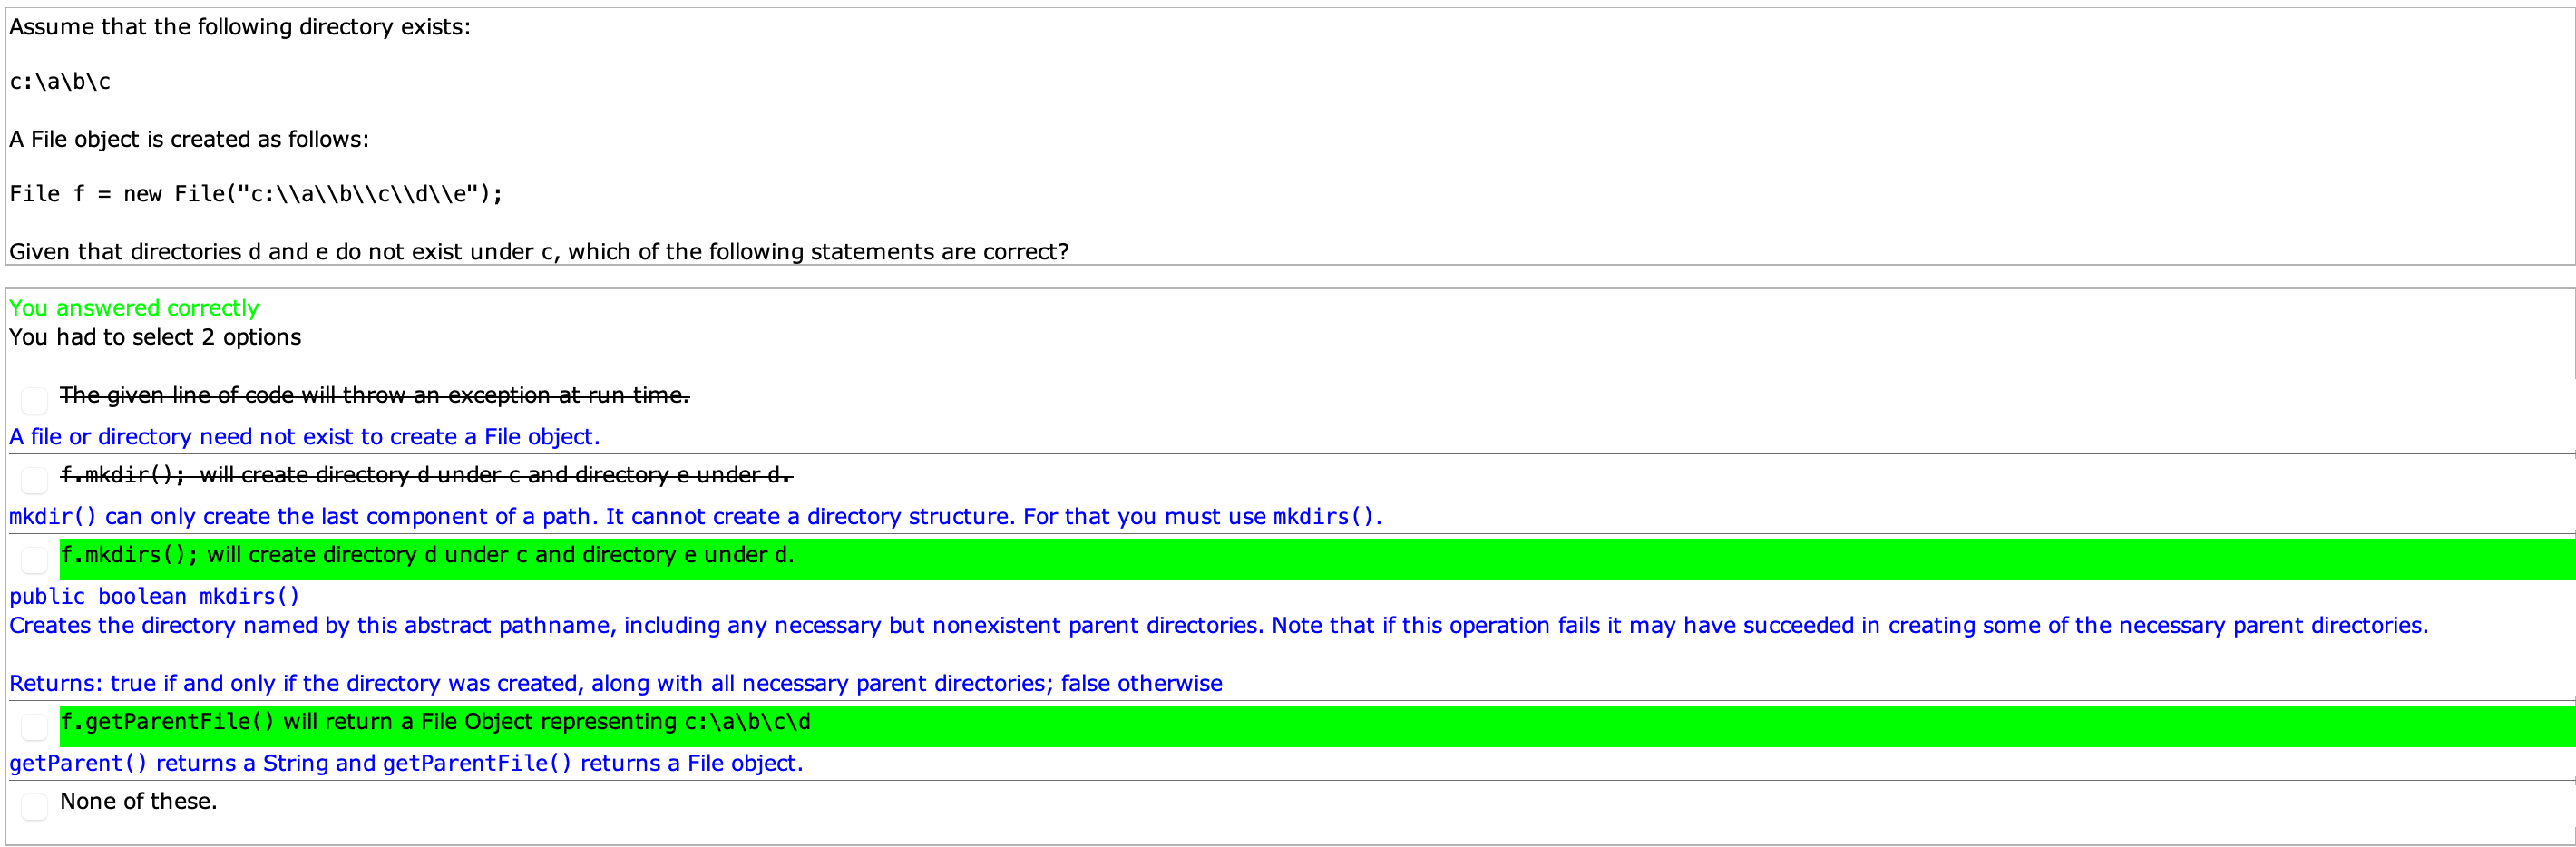 Assume that the following directory exists:
c:\a\b\c
A File object is created as follows:
File f = new File("c:\\a\\b\\c\\d\\e");
Given that directories d and e do not exist under c, which of the following statements are correct?
You answered correctly
You had to select 2 options
The given line of code will throw an exception at run time.
A file or directory need not exist to create a File object.
f.mkdir(); will create directory d under c and directory e under d.
mkdir() can only create the last component of a path. It cannot create a directory structure. For that you must use mkdirs().
f.mkdirs(); will create directory d under c and directory e under d.
public boolean mkdirs()
Creates the directory named by this abstract pathname, including any necessary but nonexistent parent directories. Note that if this operation fails it may have succeeded in creating some of the necessary parent directories.
Returns: true if and only if the directory was created, along with all necessary parent directories; false otherwise
f.getParentFile() will return a File Object representing c:\a\b\c\d
getParent() returns a String and getParentFile() returns a File object.
None of these.